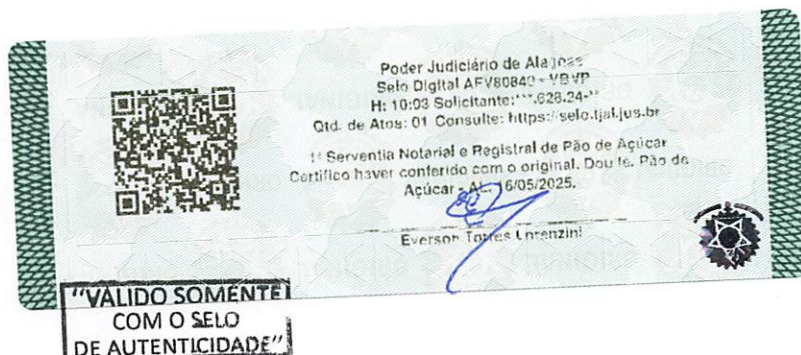 Poder Judiciário de Alagoas
Selo Digital AFV80840 - VBVP
H: 10:03 Solicitante:***.628.24-**
Qtd. de Atos: 01 Consulte: https://selo.tjal.jus.br
1ª Serventia Notarial e Registral de Pão de Açúcar
Certifico haver conferido com o original. Dou fe. Pão de
Açúcar - AL. 16/05/2025.
Everson Torres Lorenzini
"VÁLIDO SOMENTE
COM O SELO
DE AUTENTICIDADE"